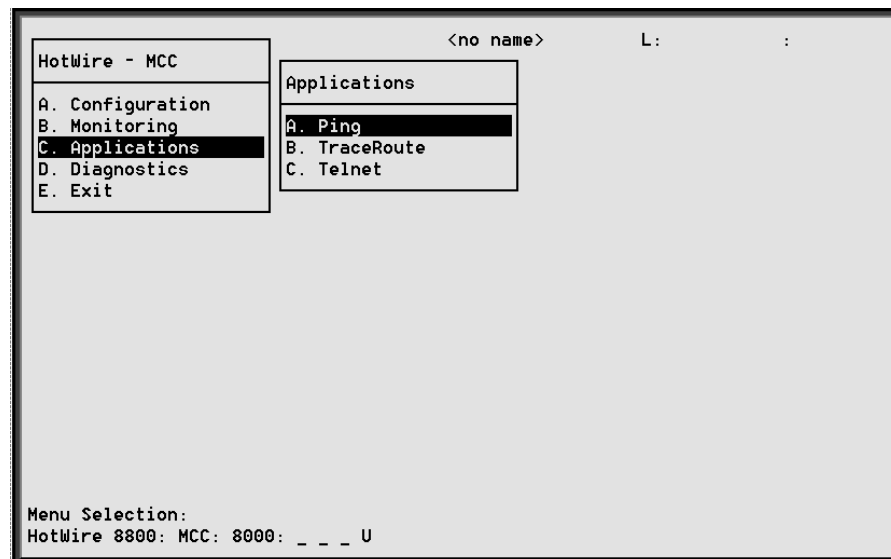 <no name> L: :
HotWire - MCC
A. Configuration
B. Monitoring
C. Applications
D. Diagnostics
E. Exit
Applications
A. Ping
B. TraceRoute
C. Telnet
Menu Selection:
HotWire 8800: MCC: 8000: _ _ _ U